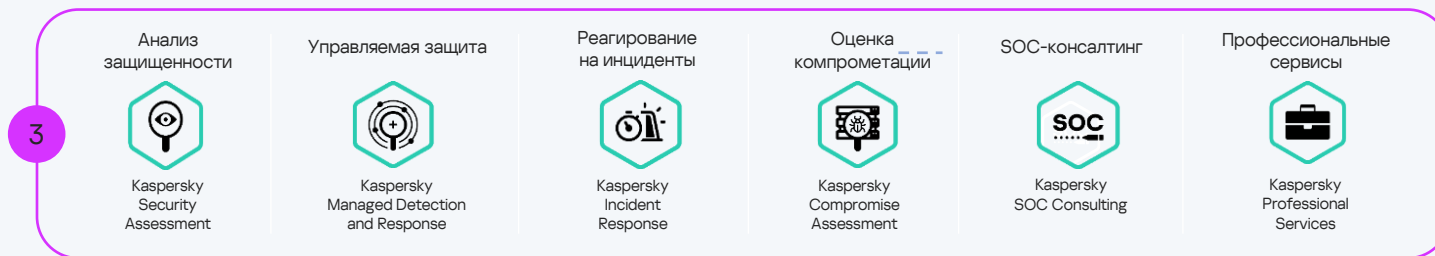 3
Анализ
защищенности
Kaspersky
Security
Assessment
Управляемая защита
Kaspersky
Managed Detection
and Response
Реагирование
на инциденты
Kaspersky
Incident
Response
Оценка
компрометации
Kaspersky
Compromise
Assessment
SOC-консалтинг
SOC
Kaspersky
SOC Consulting
Профессиональные
сервисы
Kaspersky
Professional
Services